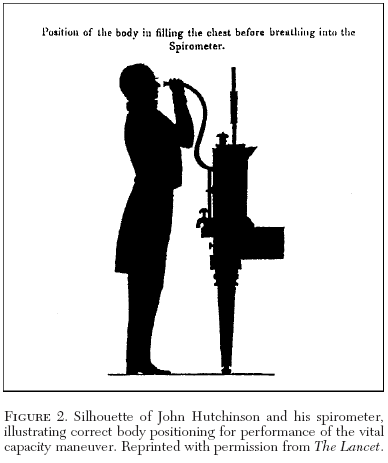 Position of the body in filling the chest before breathing into the
Spirometer.
FIGURE 2. Silhouette of John Hutchinson and his spirometer,
illustrating correct body positioning for performance of the vital
capacity maneuver. Reprinted with permission from The Lancet.